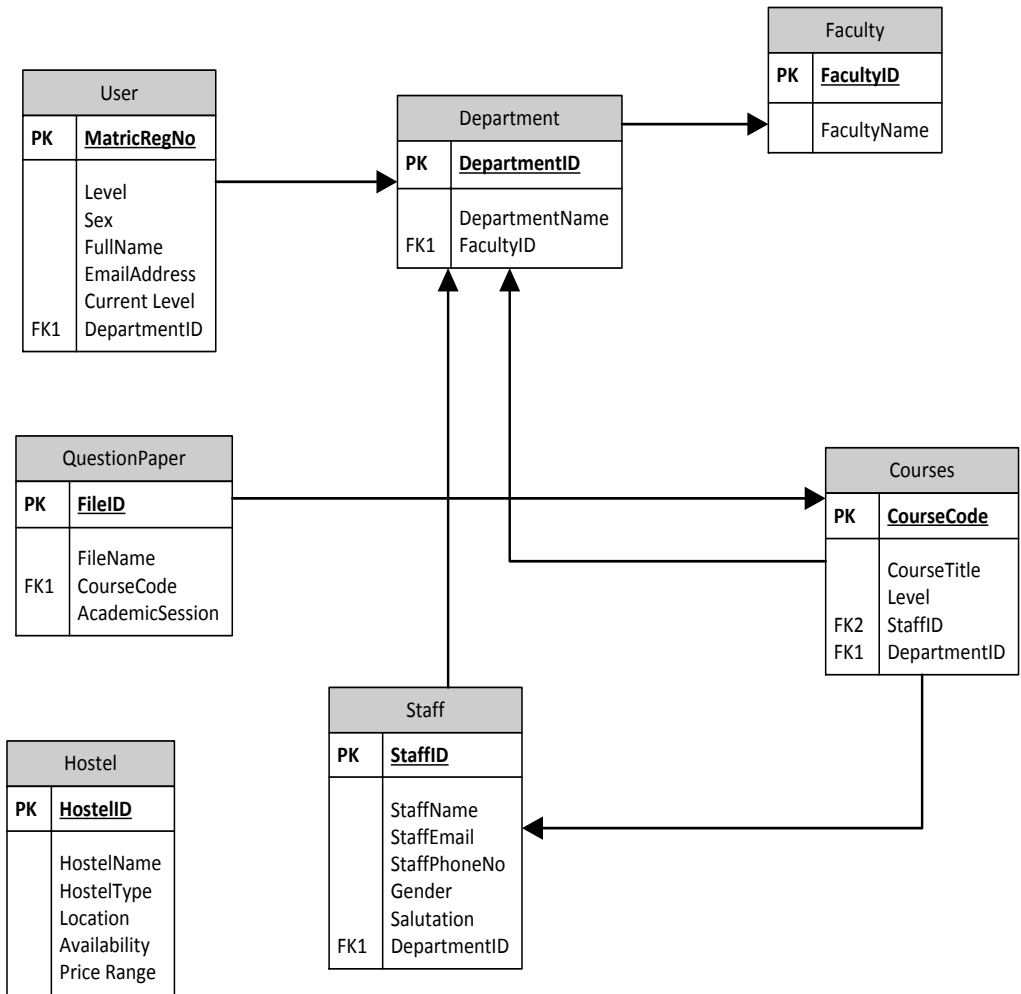 Faculty
PK FacultyID
FacultyName
User
PK MatricRegNo
Level
Sex
FullName
EmailAddress
Current Level
FK1 DepartmentID
Department
PK DepartmentID
DepartmentName
FK1 FacultyID
QuestionPaper
PK FileID
FileName
FK1 CourseCode
AcademicSession
Courses
PK CourseCode
CourseTitle
Level
FK2 StaffID
FK1 DepartmentID
Staff
PK StaffID
StaffName
StaffEmail
StaffPhoneNo
Gender
Salutation
FK1 DepartmentID
Hostel
PK HostelID
HostelName
HostelType
Location
Availability
Price Range